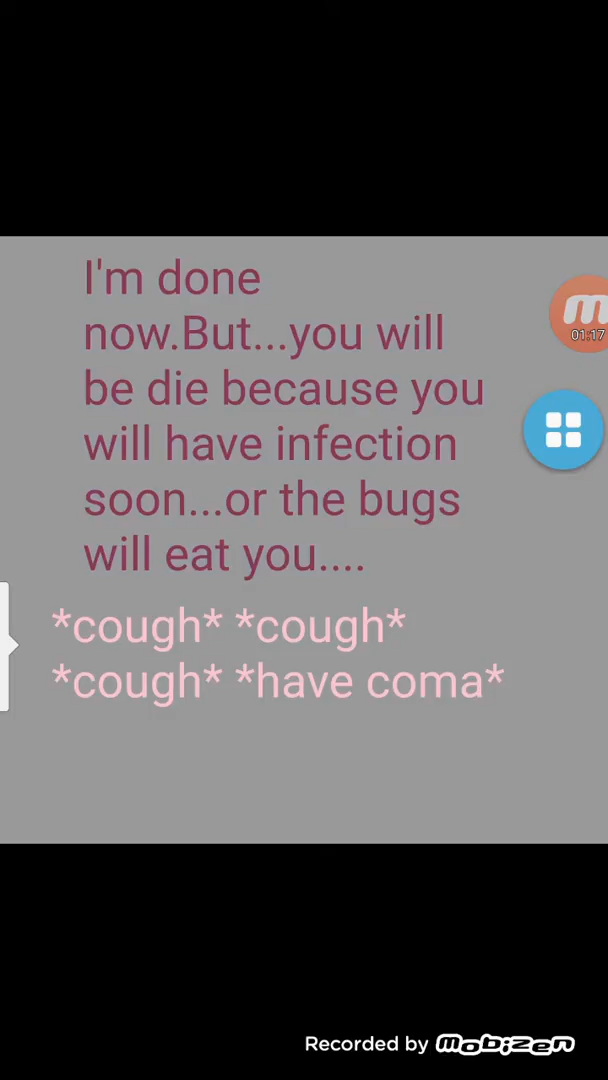 I'm done
now.But...you will
be die because you
will have infection
soon...or the bugs
will eat you....
*cough* *cough*
*cough* *have coma*
01:17
Recorded by mobizen